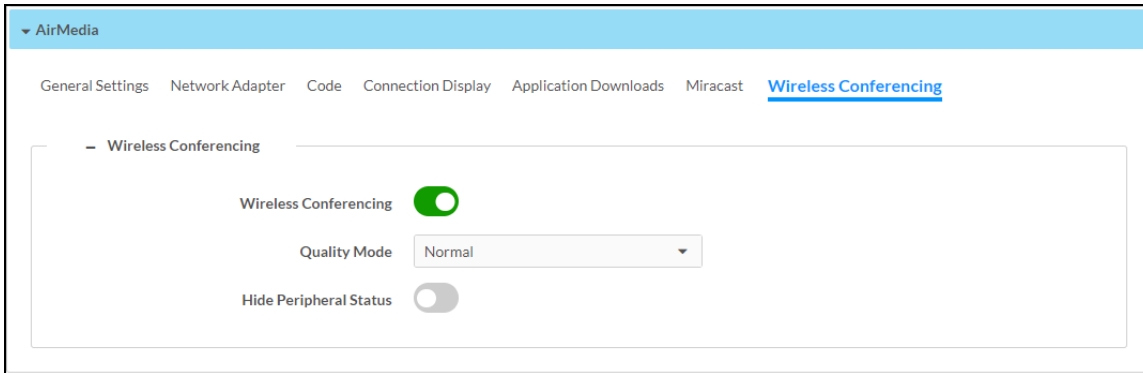 AirMedia
General Settings Network Adapter Code Connection Display Application Downloads Miracast Wireless Conferencing
Wireless Conferencing
Wireless Conferencing
Quality Mode Normal
Hide Peripheral Status